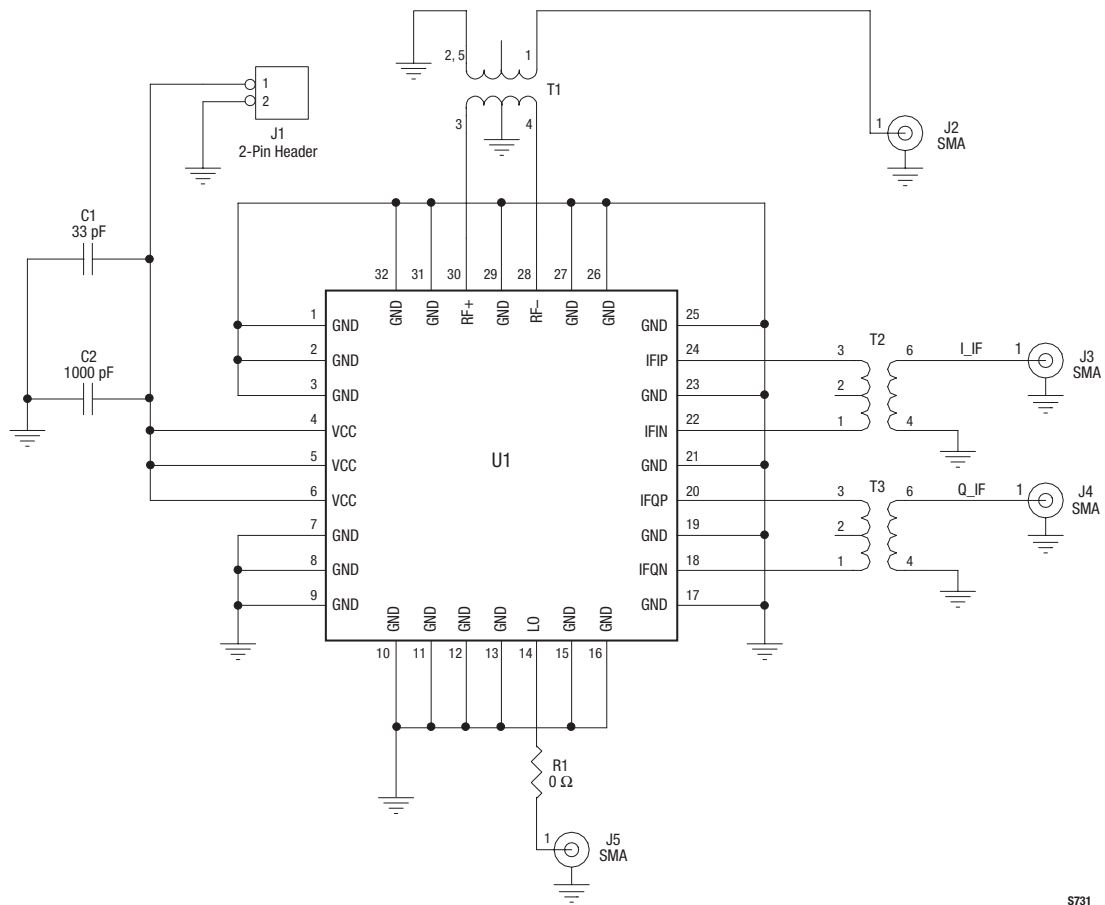 2, 5
1
T1
3
4
1
2
J1
2-Pin Header
1
J2
SMA
C1
33 pF
C2
1000 pF
32
31
30
29
28
27
26
GND
GND
RF+
GND
RF–
GND
GND
1
GND
2
GND
3
GND
4
VCC
5
VCC
6
VCC
7
GND
8
GND
9
GND
U1
GND
25
IFIP
24
GND
23
IFIN
22
GND
21
IFQP
20
GND
19
IFQN
18
GND
17
T2
3
2
1
6
4
I_IF
1
J3
SMA
T3
3
2
1
6
4
Q_IF
1
J4
SMA
GND
GND
GND
GND
LO
GND
GND
10
11
12
13
14
15
16
R1
0 Ω
1
J5
SMA
S731